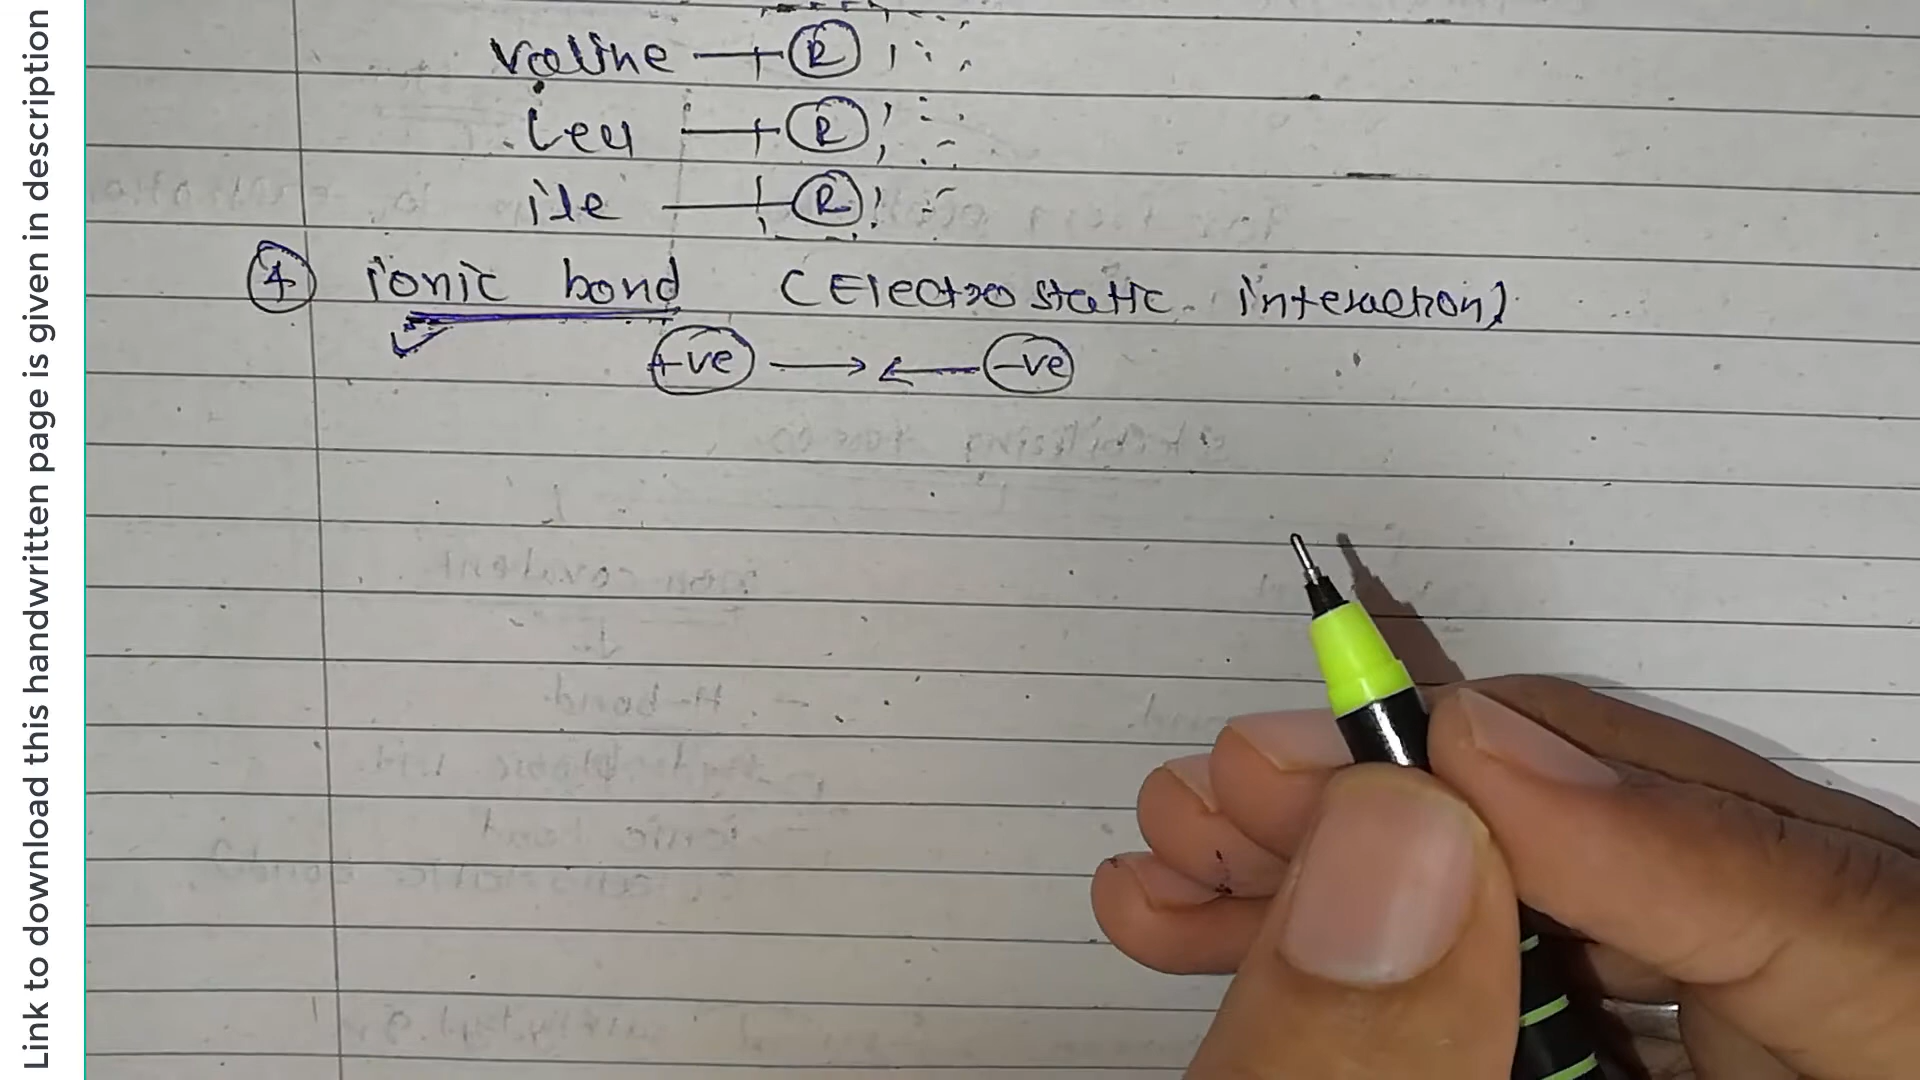 Link to download this handwritten page is given in description
valine R
leu R
ile R
4 ionic bond (Electrostatic interaction)
+ve → ← -ve